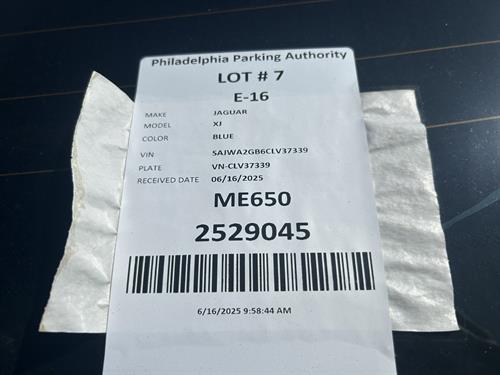 Philadelphia Parking Authority
LOT # 7
E-16
MAKE JAGUAR
MODEL XJ
COLOR BLUE
VIN SAJWA2GB6CLV37339
PLATE VN-CLV37339
RECEIVED DATE 06/16/2025
ME650
2529045
6/16/2025 9:58:44 AM